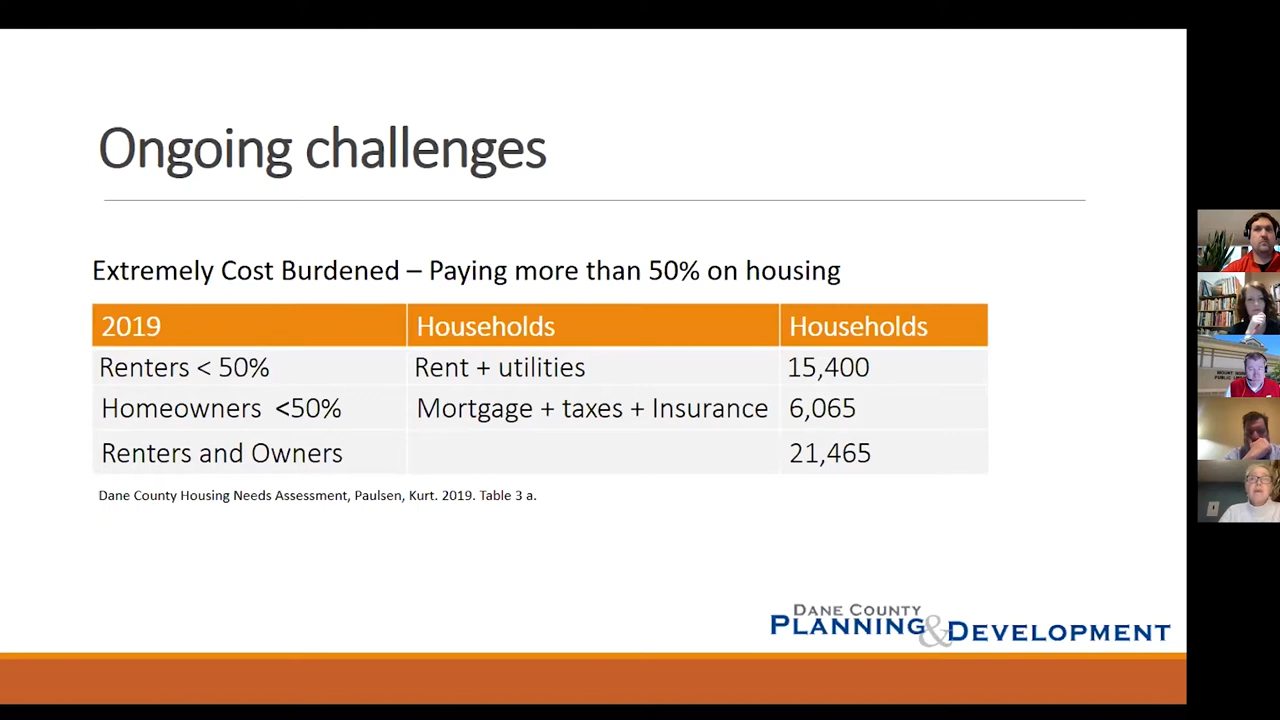 Ongoing challenges
Extremely Cost Burdened – Paying more than 50% on housing
2019 Households Households
Renters < 50% Rent + utilities 15,400
Homeowners <50% Mortgage + taxes + Insurance 6,065
Renters and Owners 21,465
Dane County Housing Needs Assessment, Paulsen, Kurt. 2019. Table 3 a.
DANE COUNTY
PLANNING & DEVELOPMENT